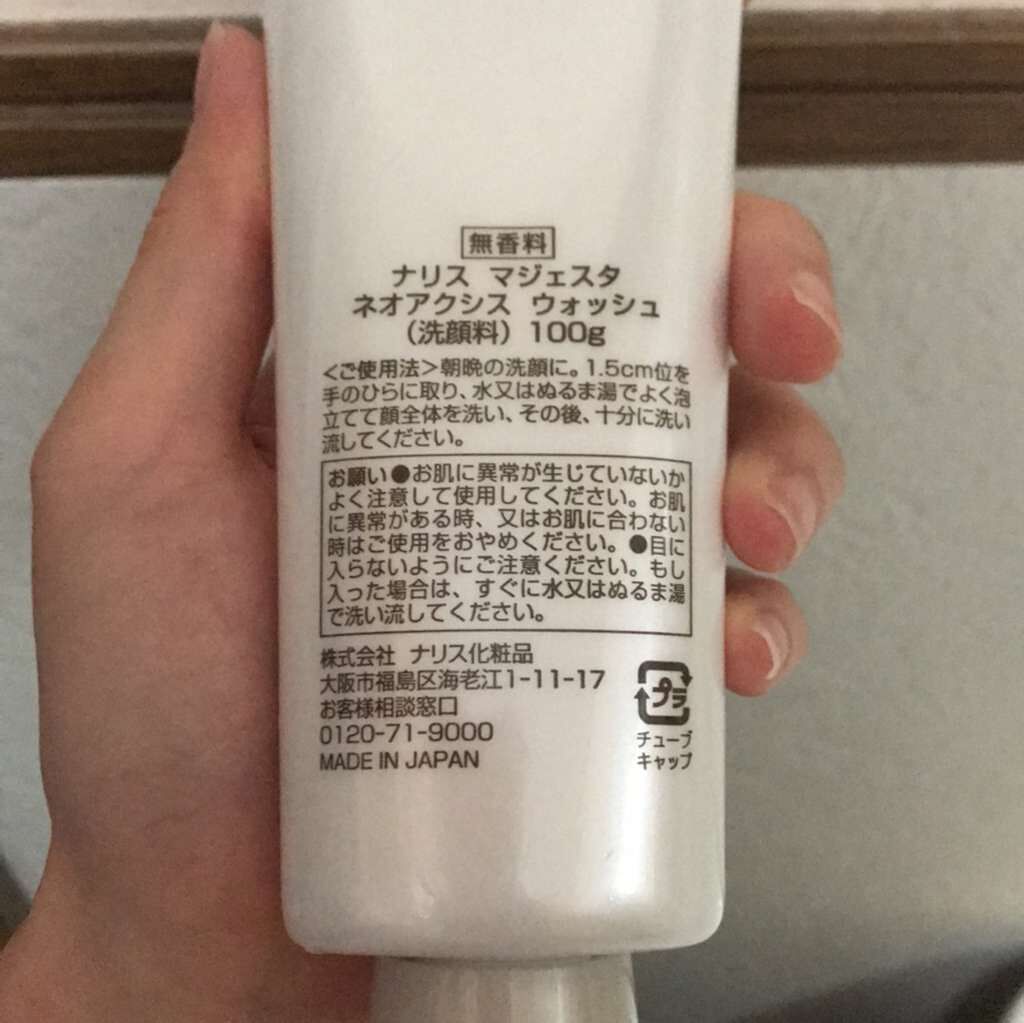 無香料
ナリス マジェスタ
ネオアクシス ウォッシュ
(洗顔料) 100g
<ご使用法>朝晩の洗顔に。1.5cm位を
手のひらに取り、水又はぬるま湯でよく泡
立てて顔全体を洗い、その後、十分に洗い
流してください。
お願い●お肌に異常が生じていないか
よく注意して使用してください。お肌
に異常がある時、又はお肌に合わない
時はご使用をおやめください。●目に
入らないようにご注意ください。もし
入った場合は、すぐに水又はぬるま湯
で洗い流してください。
株式会社 ナリス化粧品
大阪市福島区海老江1-11-17
お客様相談窓口
0120-71-9000
MADE IN JAPAN
プラ
チューブ
キャップ